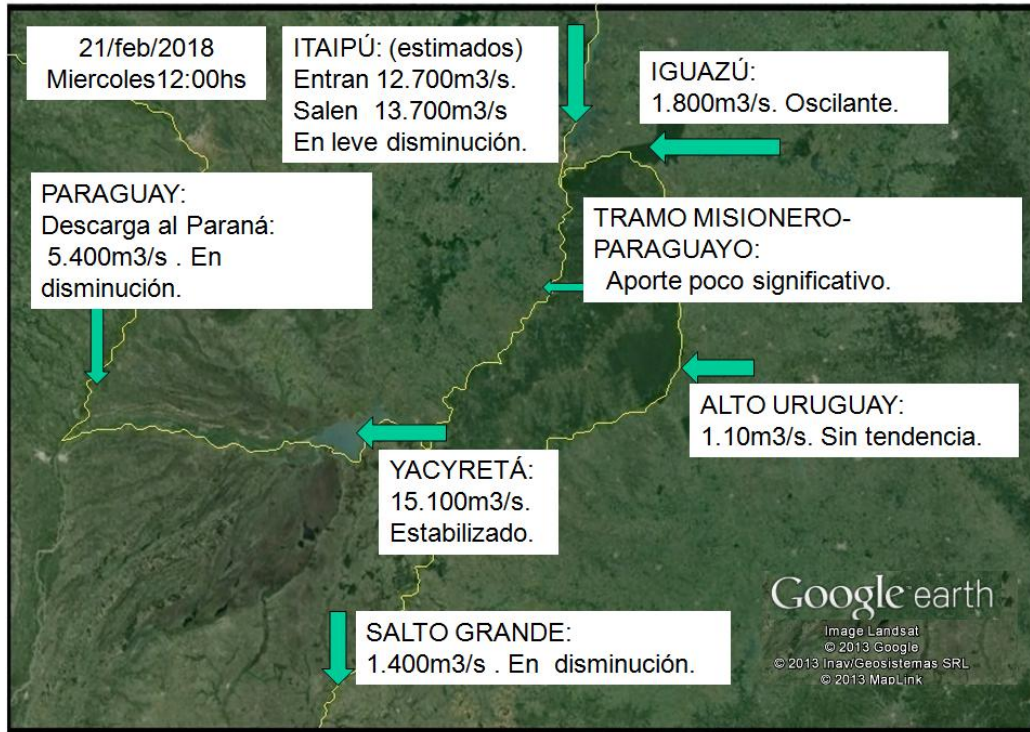 21/feb/2018
Miercoles12:00hs
ITAIPÚ: (estimados)
Entran 12.700m3/s.
Salen 13.700m3/s
En leve disminución.
IGUAZÚ:
1.800m3/s. Oscilante.
PARAGUAY:
Descarga al Paraná:
5.400m3/s . En
disminución.
TRAMO MISIONERO-
PARAGUAYO:
Aporte poco significativo.
ALTO URUGUAY:
1.10m3/s. Sin tendencia.
YACYRETÁ:
15.100m3/s.
Estabilizado.
SALTO GRANDE:
1.400m3/s . En disminución.
Google earth
Image Landsat
© 2013 Google
© 2013 Inav/Geosistemas SRL
© 2013 MapLink